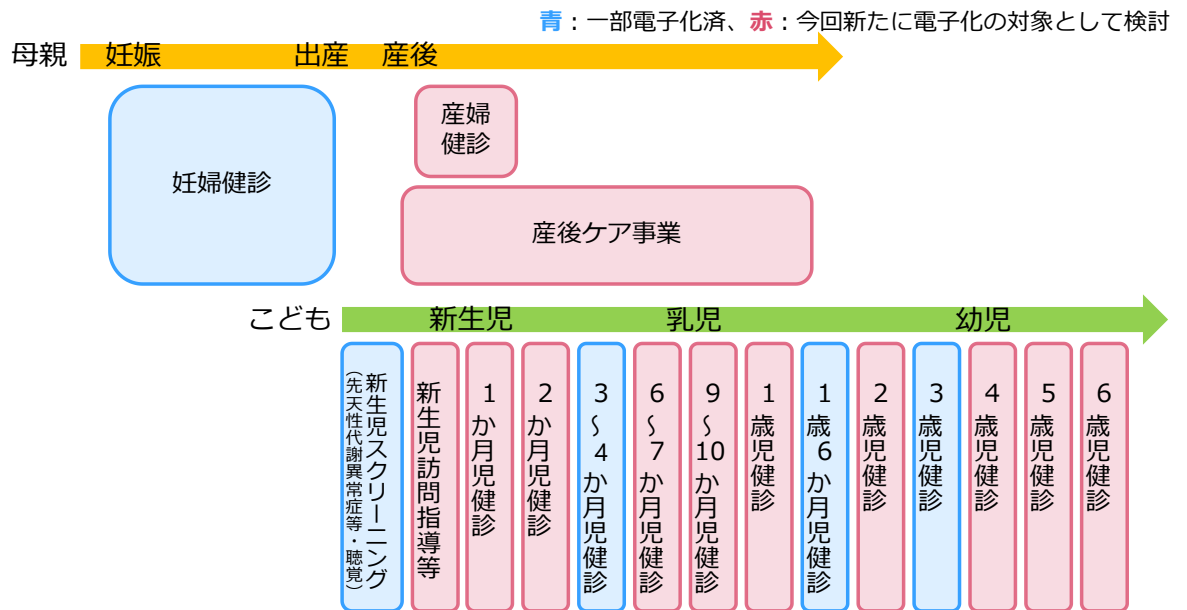 青：一部電子化済、赤：今回新たに電子化の対象として検討
母親 妊娠 出産 産後
妊婦健診
産婦
健診
産後ケア事業
こども 新生児 乳児 幼児
新生児スクリーニング
（先天性代謝異常症等・聴覚）
新生児訪問指導等
１か月児健診
２か月児健診
３～４か月児健診
６～７か月児健診
９～10か月児健診
１歳児健診
１歳６か月児健診
２歳児健診
３歳児健診
４歳児健診
５歳児健診
６歳児健診